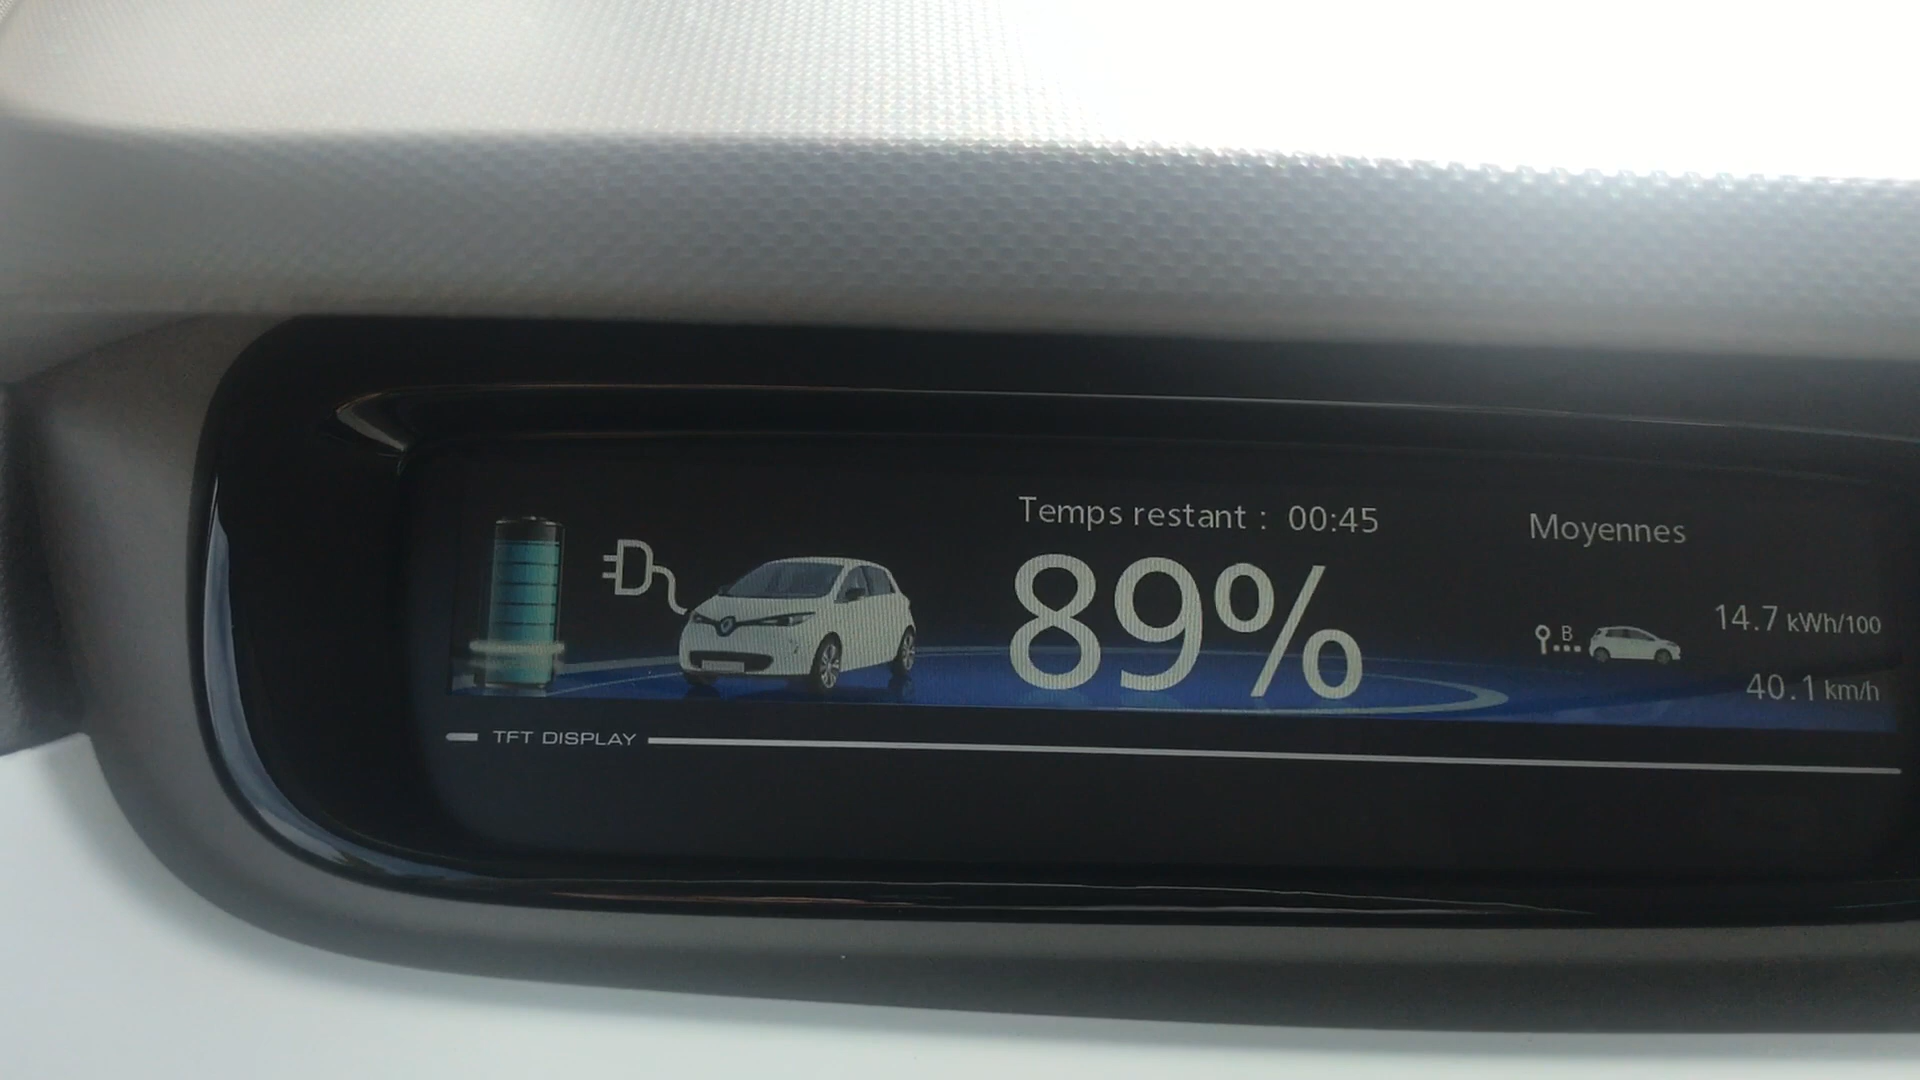 Temps restant : 00:45
89%
Moyennes
B
14.7 kWh/100
40.1 km/h
TFT DISPLAY